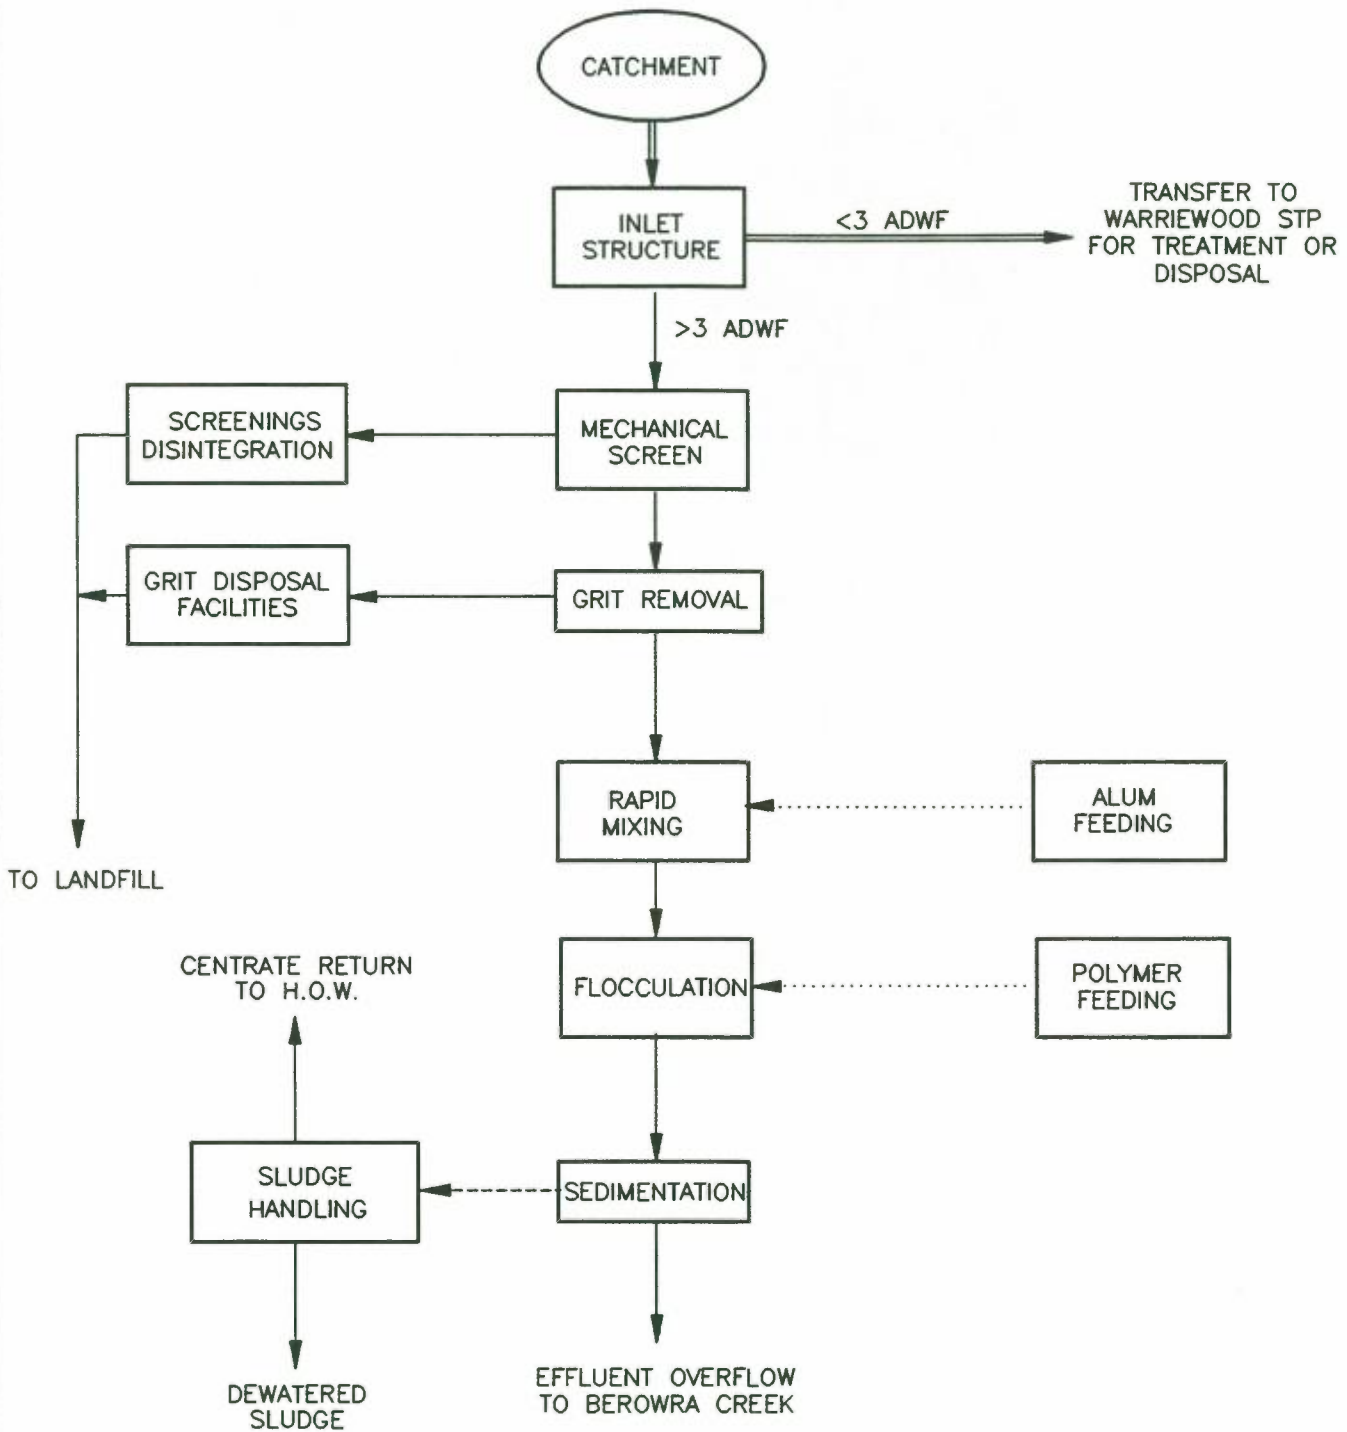 CATCHMENT
INLET
STRUCTURE
<3 ADWF
TRANSFER TO
WARRIEWOOD STP
FOR TREATMENT OR
DISPOSAL
>3 ADWF
SCREENINGS
DISINTEGRATION
MECHANICAL
SCREEN
GRIT DISPOSAL
FACILITIES
GRIT REMOVAL
RAPID
MIXING
ALUM
FEEDING
TO LANDFILL
CENTRATE RETURN
TO H.O.W.
FLOCCULATION
POLYMER
FEEDING
SLUDGE
HANDLING
SEDIMENTATION
DEWATERED
SLUDGE
EFFLUENT OVERFLOW
TO BEROWRA CREEK